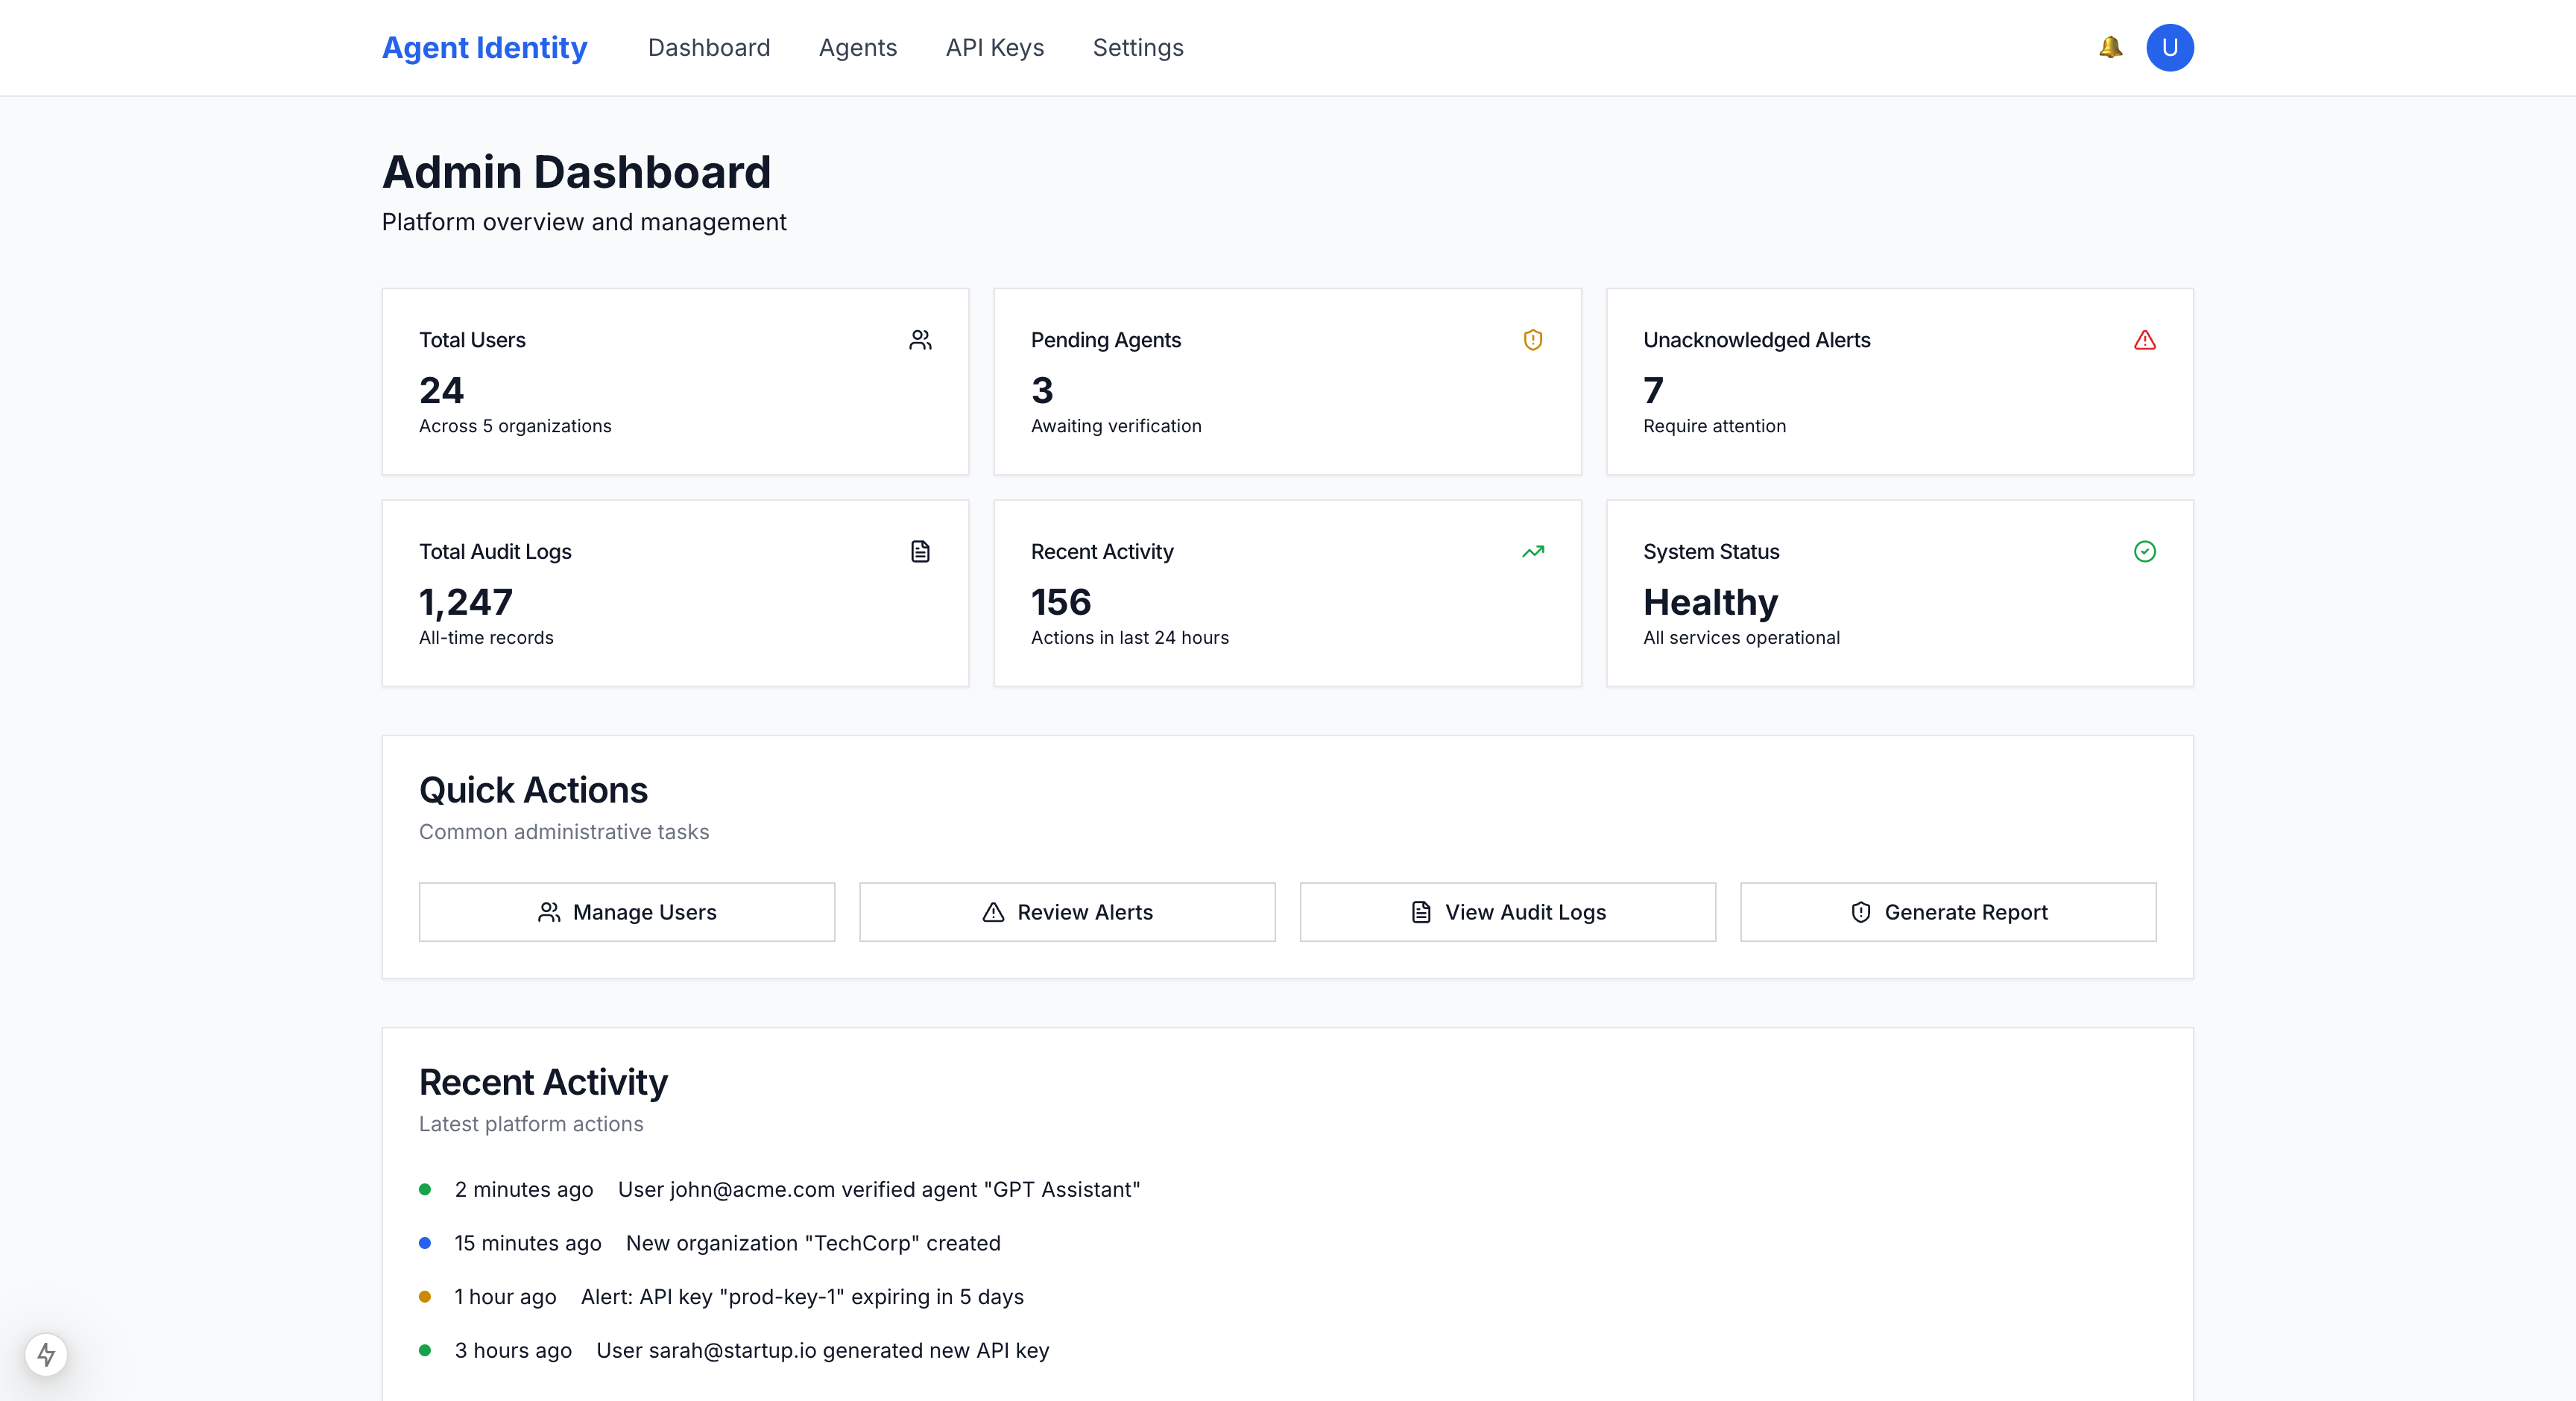 Agent Identity Dashboard Agents API Keys Settings U
Admin Dashboard
Platform overview and management
Total Users
24
Across 5 organizations
Pending Agents
3
Awaiting verification
Unacknowledged Alerts
7
Require attention
Total Audit Logs
1,247
All-time records
Recent Activity
156
Actions in last 24 hours
System Status
Healthy
All services operational
Quick Actions
Common administrative tasks
Manage Users
Review Alerts
View Audit Logs
Generate Report
Recent Activity
Latest platform actions
2 minutes ago User john@acme.com verified agent "GPT Assistant"
15 minutes ago New organization "TechCorp" created
1 hour ago Alert: API key "prod-key-1" expiring in 5 days
3 hours ago User sarah@startup.io generated new API key